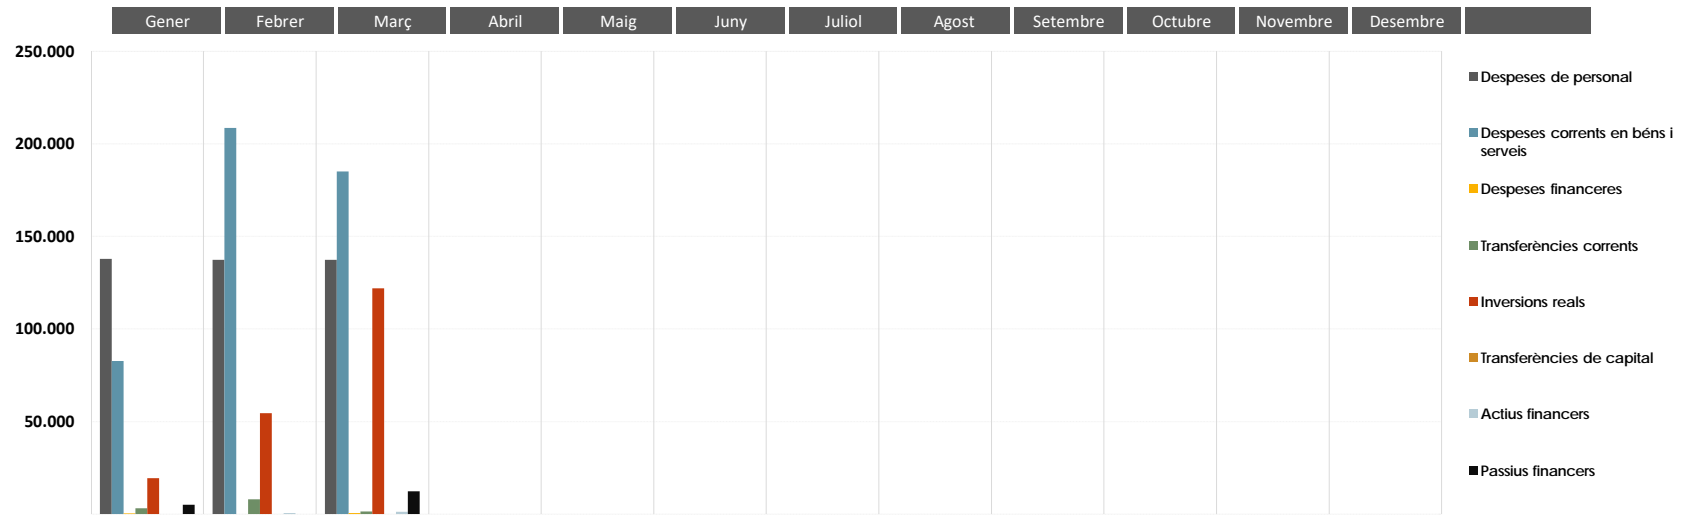 Gener Febrer Març Abril Maig Juny Juliol Agost Setembre Octubre Novembre Desembre
250.000
200.000
150.000
100.000
50.000
Despeses de personal
Despeses corrents en béns i
serveis
Despeses financeres
Transferències corrents
Inversions reals
Transferències de capital
Actius financers
Passius financers